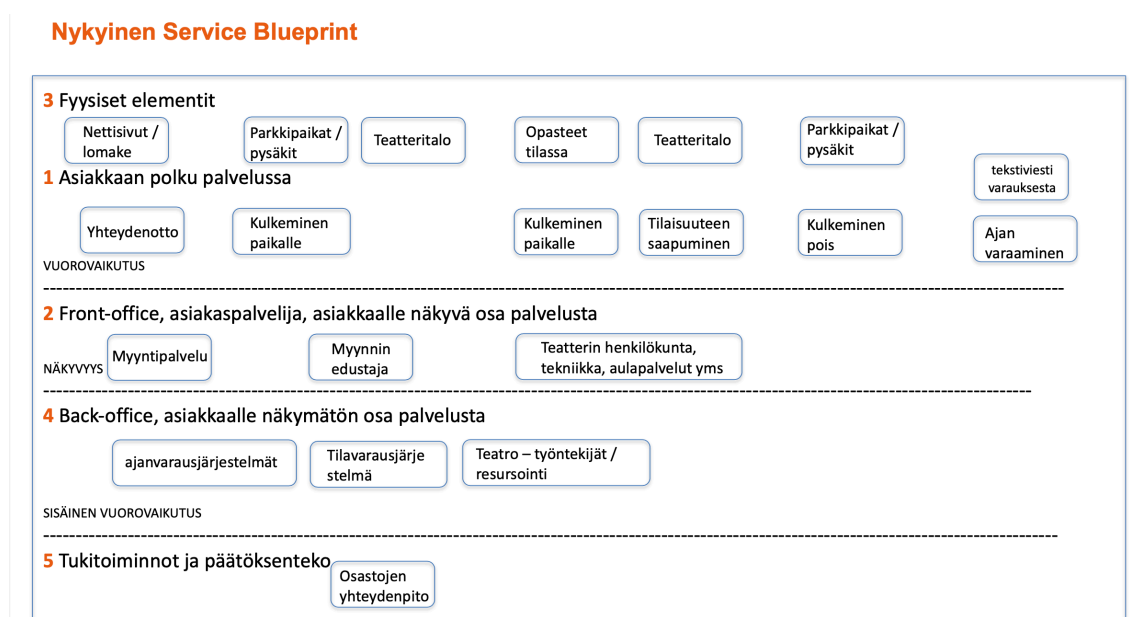 Nykyinen Service Blueprint
3 Fyysiset elementit
Nettisivut /
lomake
Parkkipaikat /
pysäkit
Teatteritalo
Opasteet
tilassa
Teatteritalo
Parkkipaikat /
pysäkit
tekstiviesti
varauksesta
1 Asiakkaan polku palvelussa
Yhteydenotto
Kulkeminen
paikalle
Kulkeminen
paikalle
Tilaisuuteen
saapuminen
Kulkeminen
pois
Ajan
varaaminen
VUOROVAIKUTUS
2 Front-office, asiakaspalvelija, asiakkaalle näkyvä osa palvelusta
NÄKYVYYS
Myyntipalvelu
Myynnin
edustaja
Teatterin henkilökunta,
tekniikka, aulapalvelut yms
4 Back-office, asiakkaalle näkymätön osa palvelusta
ajanvarausjärjestelmät
Tilavarausjärje
stelmä
Teatro – työntekijät /
resursointi
SISÄINEN VUOROVAIKUTUS
5 Tukitoiminnot ja päätöksenteko
Osastojen
yhteydenpito